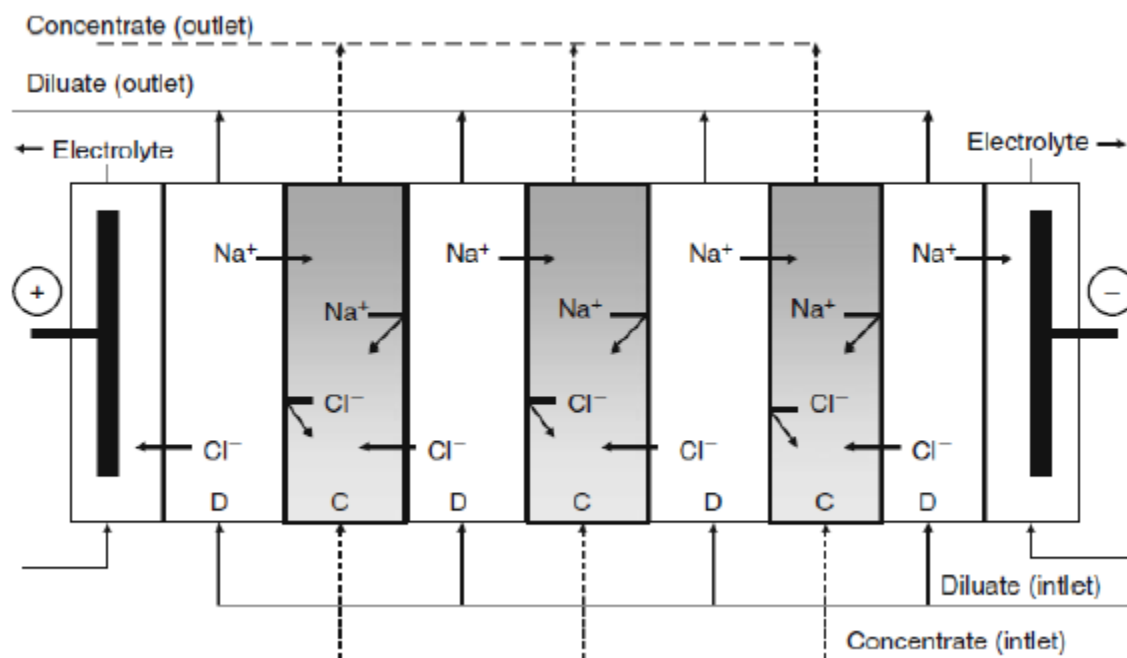 Concentrate (outlet)
Diluate (outlet)
Electrolyte
Electrolyte
Na⁺
Na⁺
Na⁺
Na⁺
+
−
Na⁺
Na⁺
Na⁺
Cl⁻
Cl⁻
Cl⁻
Cl⁻
Cl⁻
Cl⁻
Cl⁻
D
C
D
C
D
C
D
Diluate (intlet)
Concentrate (intlet)